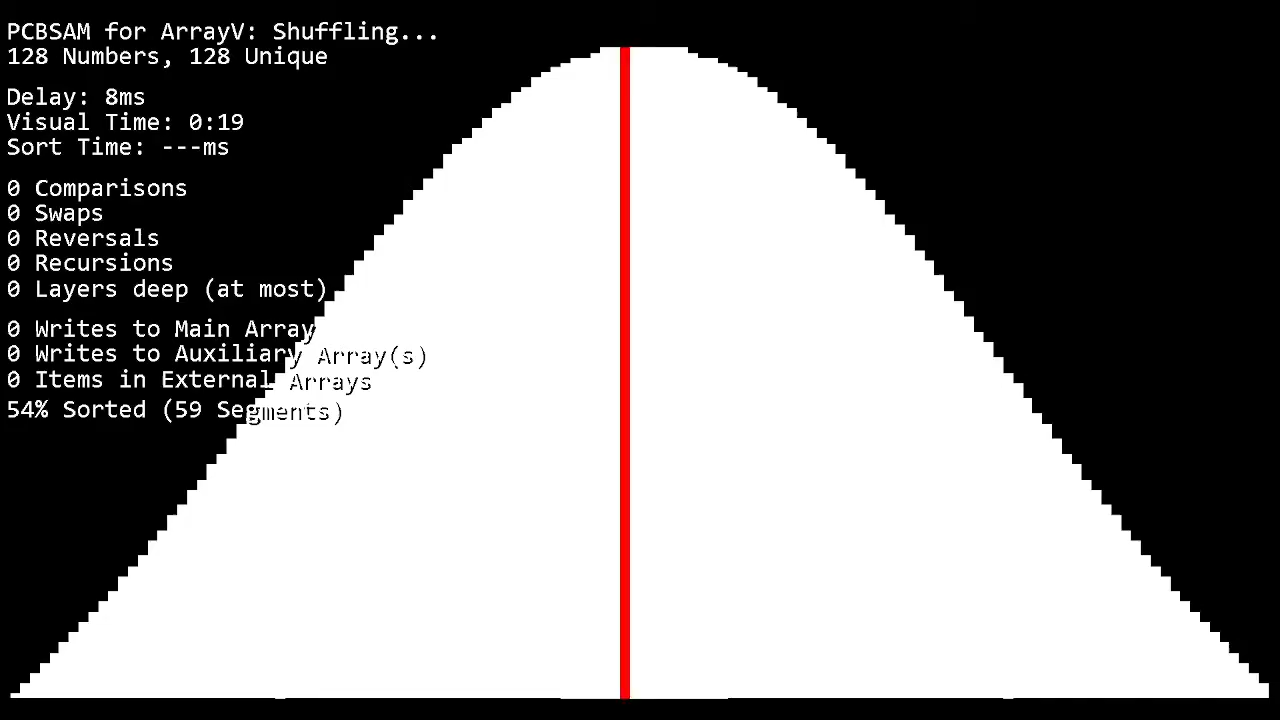 PCBSAM for ArrayV: Shuffling...
128 Numbers, 128 Unique
Delay: 8ms
Visual Time: 0:19
Sort Time: ---ms
0 Comparisons
0 Swaps
0 Reversals
0 Recursions
0 Layers deep (at most)
0 Writes to Main Array
0 Writes to Auxiliary Array(s)
0 Items in External Arrays
54% Sorted (59 Segments)